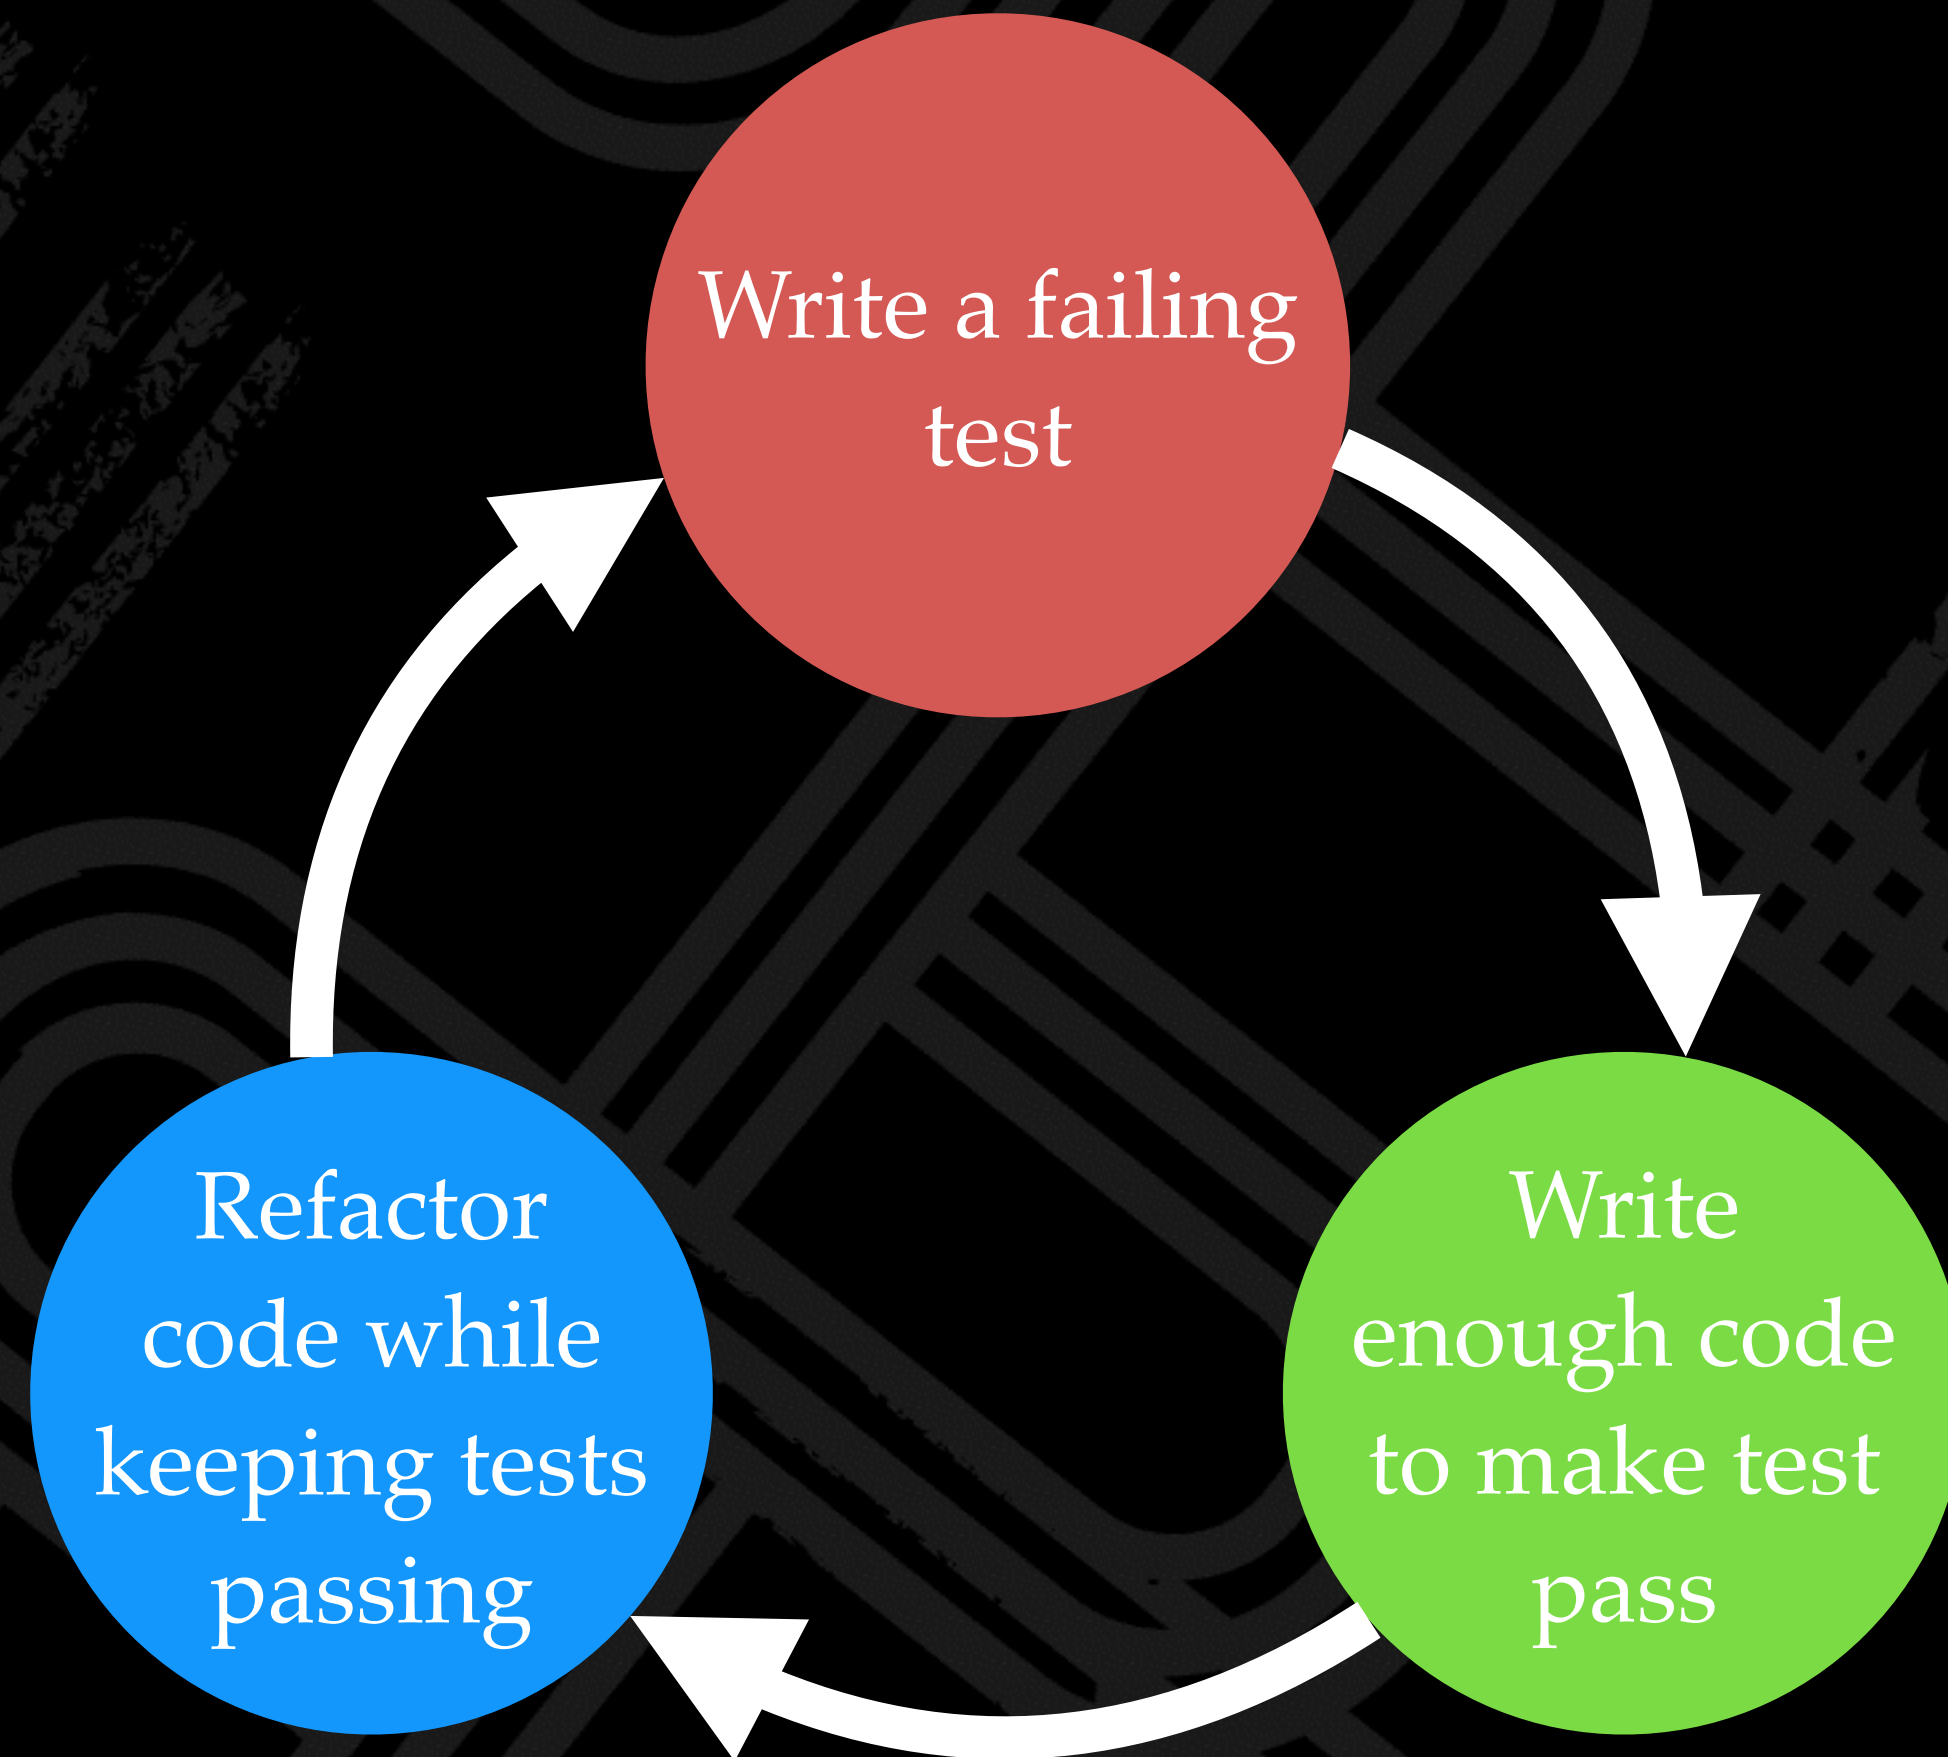 Write a failing
test
Write
enough code
to make test
pass
Refactor
code while
keeping tests
passing